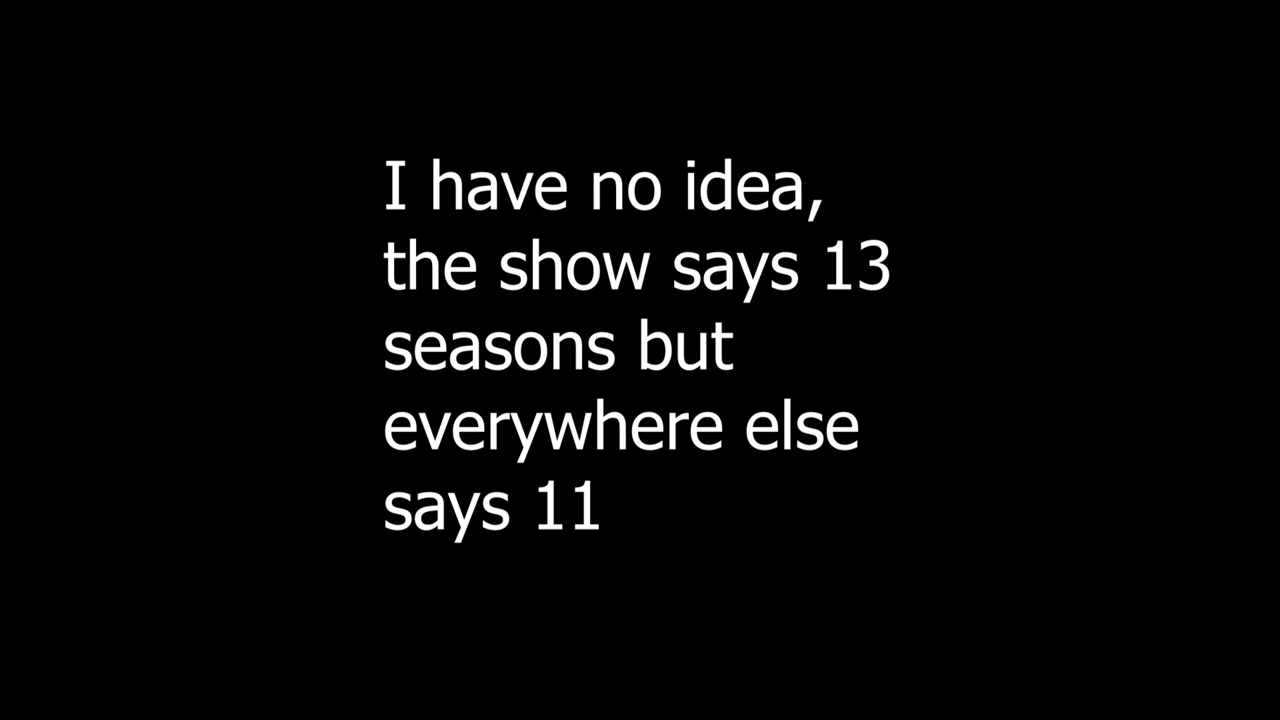 I have no idea,
the show says 13
seasons but
everywhere else
says 11